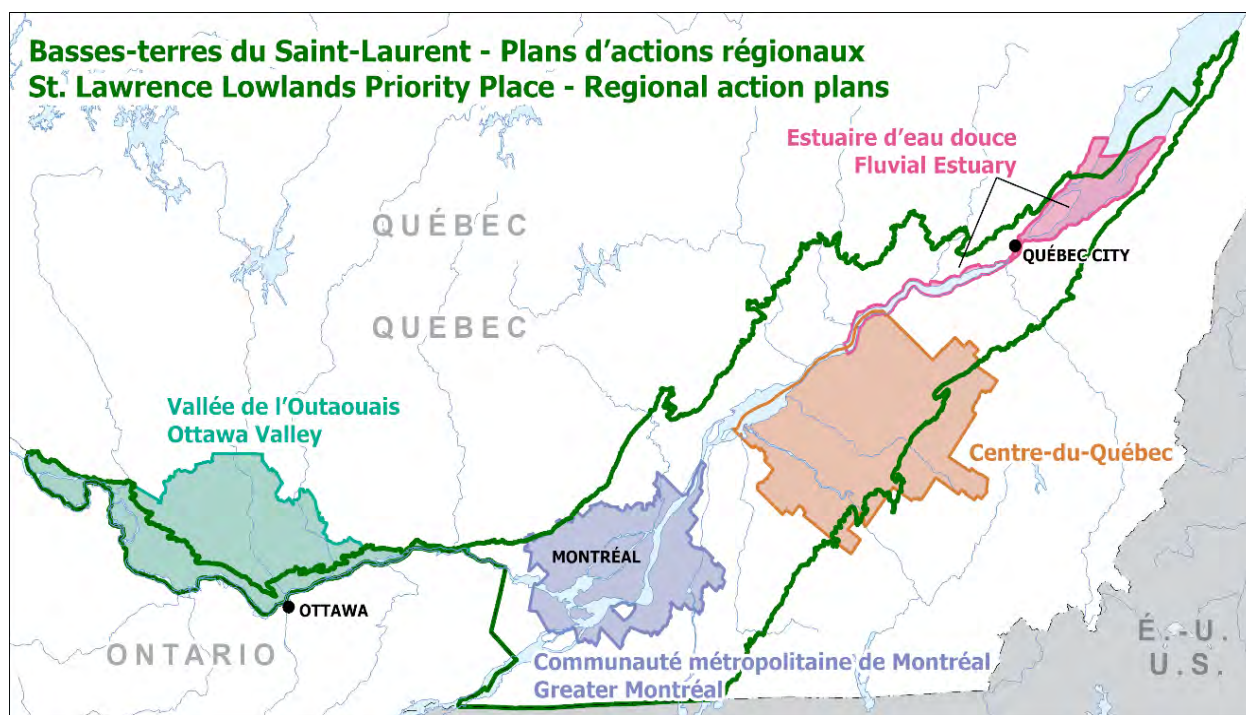 Basses-terres du Saint-Laurent - Plans d'actions régionaux
St. Lawrence Lowlands Priority Place - Regional action plans
Estuaire d'eau douce
Fluvial Estuary
QUÉBEC
QUÉBEC CITY
QUEBEC
Vallée de l'Outaouais
Ottawa Valley
Centre-du-Québec
MONTRÉAL
OTTAWA
ONTARIO
É.-U.
U.S.
Communauté métropolitaine de Montréal
Greater Montréal